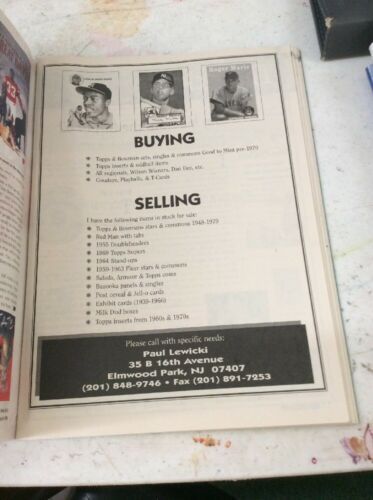 Roger Maris
BUYING
Topps & Bowman sets, singles & commons Good to Mint pre-1970
Topps inserts & oddball items
All regionals, Wilson Wieners, Dan Dee, etc.
Goudeys, Playballs, & T-Cards
SELLING
I have the following items in stock for sale:
Topps & Bowmans stars & commons 1948-1979
Red Man with tabs
1955 Doubleheaders
1969 Topps Supers
1964 Stand-ups
1959-1963 Fleer stars & commons
Salada, Armour & Topps coins
Bazooka panels & singles
Post cereal & Jell-o cards
Exhibit cards (1939-1966)
Milk Dud boxes
Topps inserts from 1960s & 1970s
Please call with specific needs:
Paul Lewicki
35 B 16th Avenue
Elmwood Park, NJ 07407
(201) 848-9746 • Fax (201) 891-7253